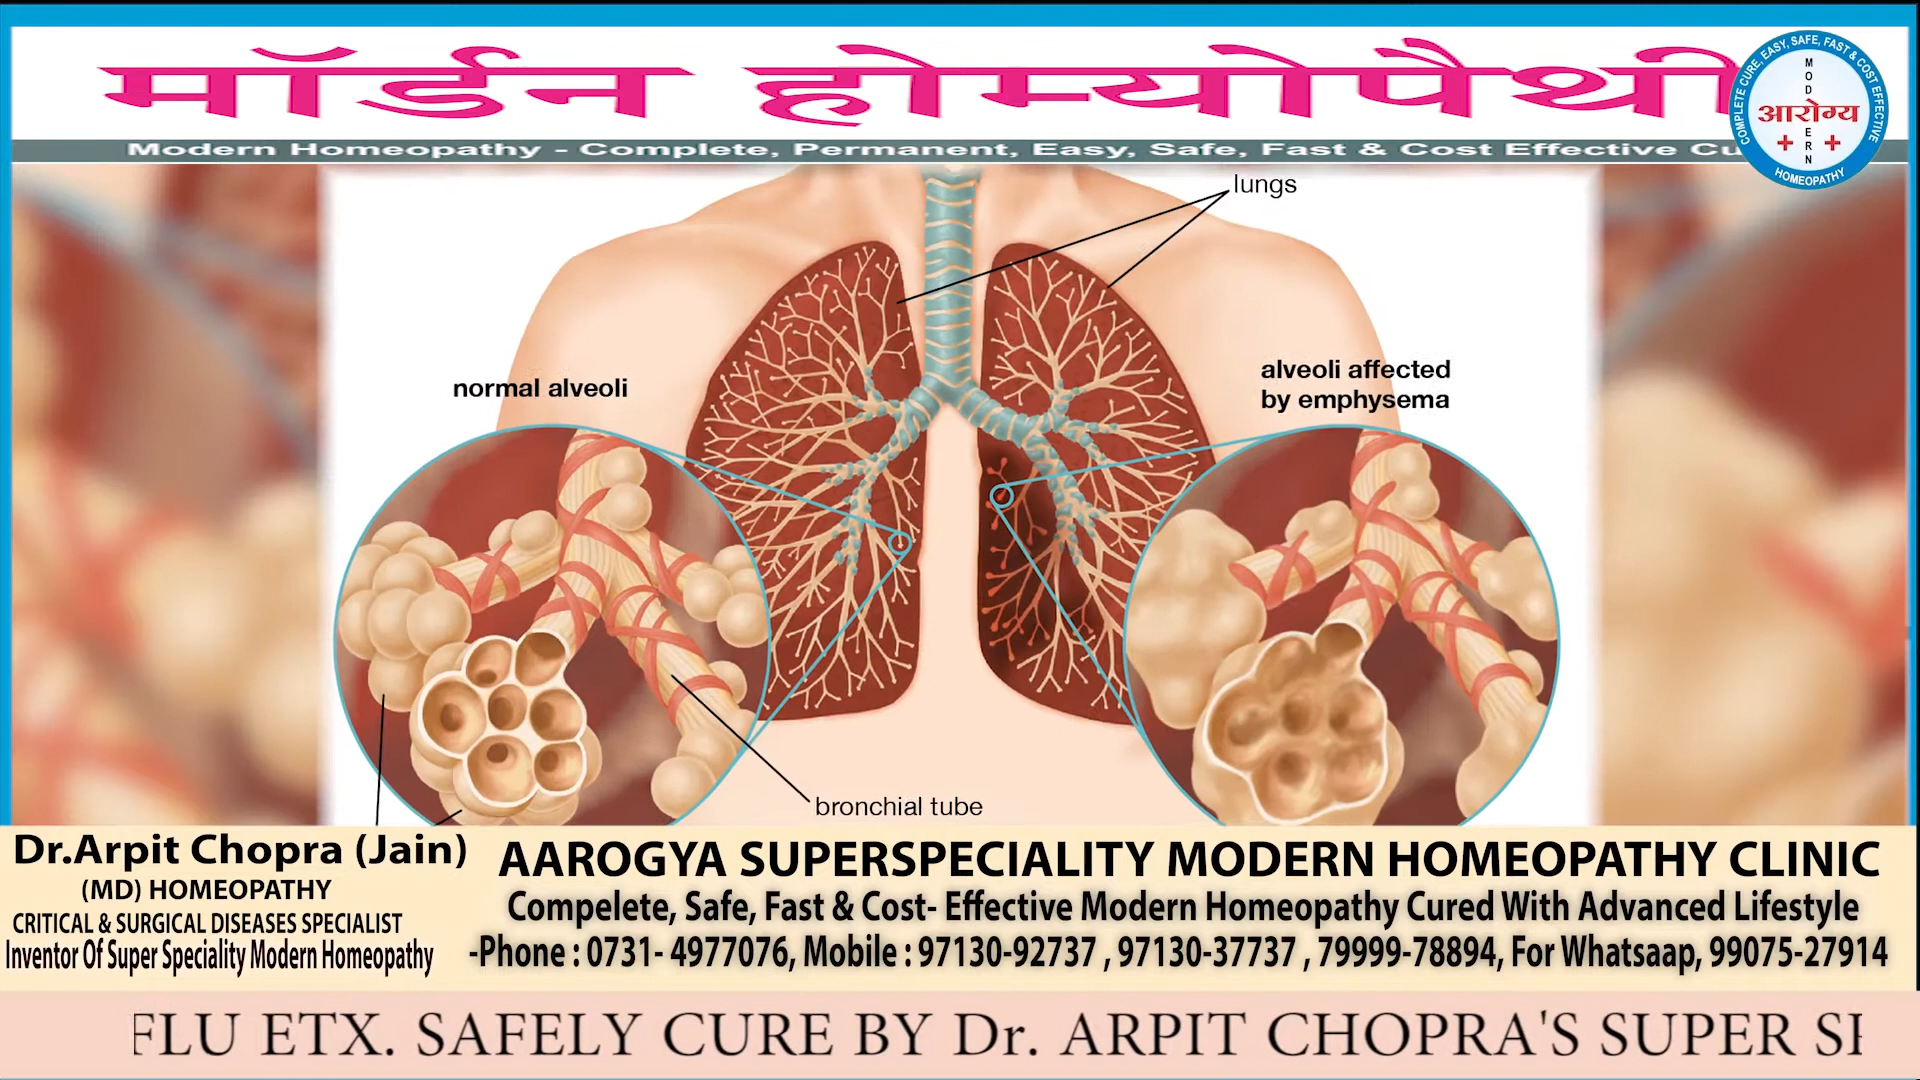 मॉर्डन होम्योपैथी
Modern Homeopathy - Complete, Permanent, Easy, Safe, Fast & Cost Effective Cu
COMPLETE CURE, EASY, SAFE, FAST & COST EFFECTIVE
MODERN
आरोग्य
HOMEOPATHY
lungs
normal alveoli
alveoli affected
by emphysema
bronchial tube
Dr.Arpit Chopra (Jain)
(MD) HOMEOPATHY
CRITICAL & SURGICAL DISEASES SPECIALIST
Inventor Of Super Speciality Modern Homeopathy
AAROGYA SUPERSPECIALITY MODERN HOMEOPATHY CLINIC
Compelete, Safe, Fast & Cost- Effective Modern Homeopathy Cured With Advanced Lifestyle
-Phone : 0731- 4977076, Mobile : 97130-92737 , 97130-37737 , 79999-78894, For Whatsaap, 99075-27914
FLU ETX. SAFELY CURE BY Dr. ARPIT CHOPRA'S SUPER